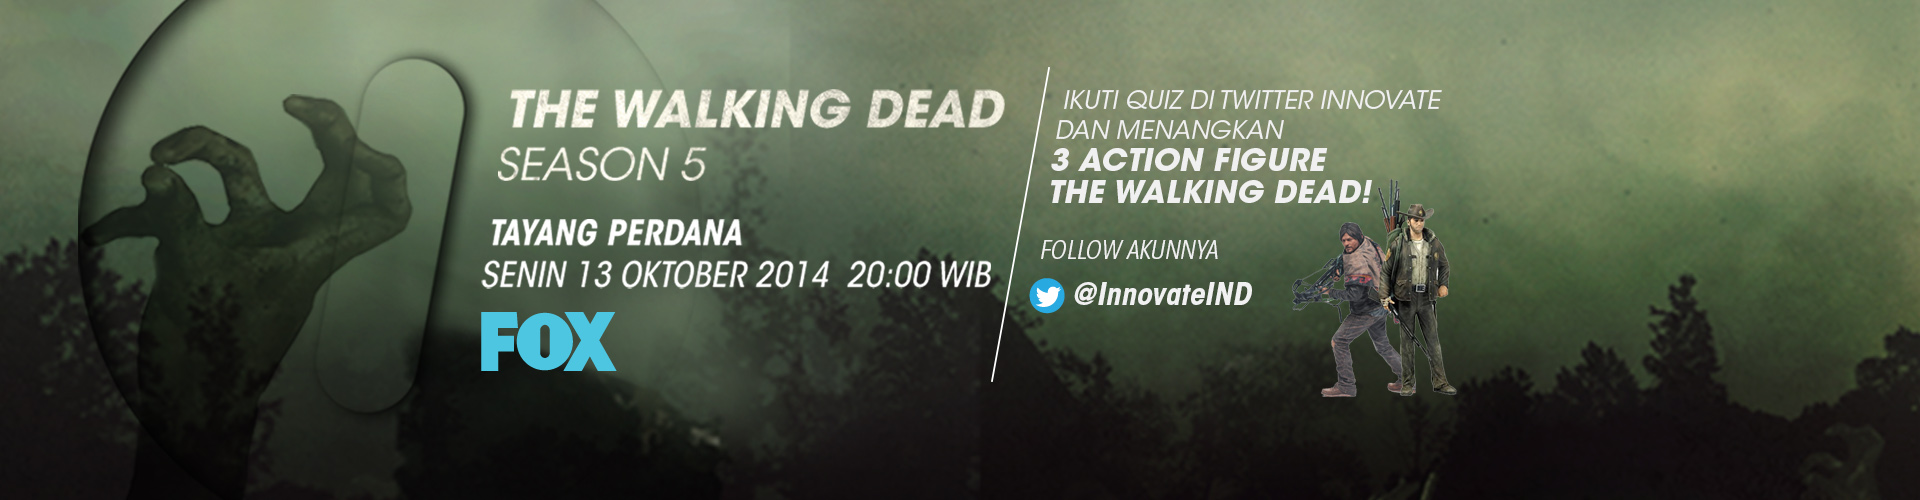 THE WALKING DEAD
SEASON 5
TAYANG PERDANA
SENIN 13 OKTOBER 2014 20:00 WIB
FOX
IKUTI QUIZ DI TWITTER INNOVATE
DAN MENANGKAN
3 ACTION FIGURE
THE WALKING DEAD!
FOLLOW AKUNNYA
@InnovateIND